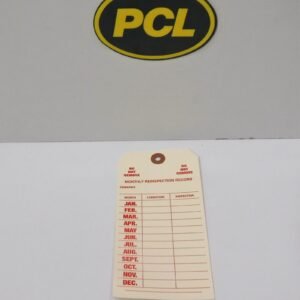 PCL
DO NOT REMOVE
DO NOT REMOVE
MONTHLY REINSPECTION RECORD
REMARKS
MONTH CONDITION INSPECTOR
JAN.
FEB.
MAR.
APR.
MAY
JUN.
JUL.
AUG.
SEPT.
OCT.
NOV.
DEC.